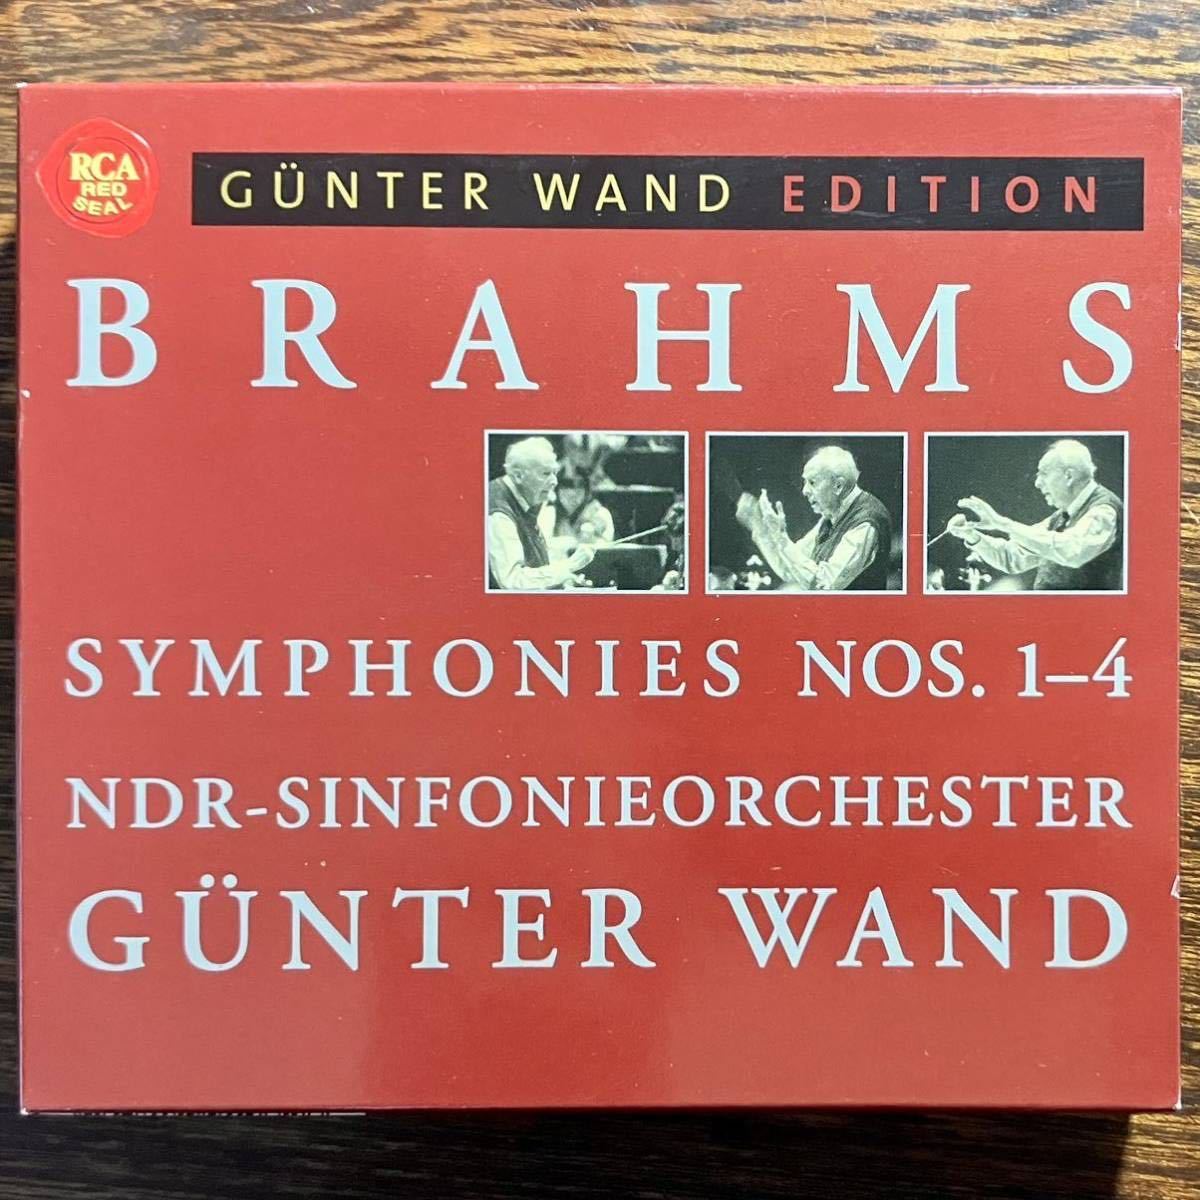 RCA
RED
SEAL
GÜNTER WAND EDITION
BRAHMS
SYMPHONIES NOS. 1–4
NDR-SINFONIEORCHESTER
GÜNTER WAND